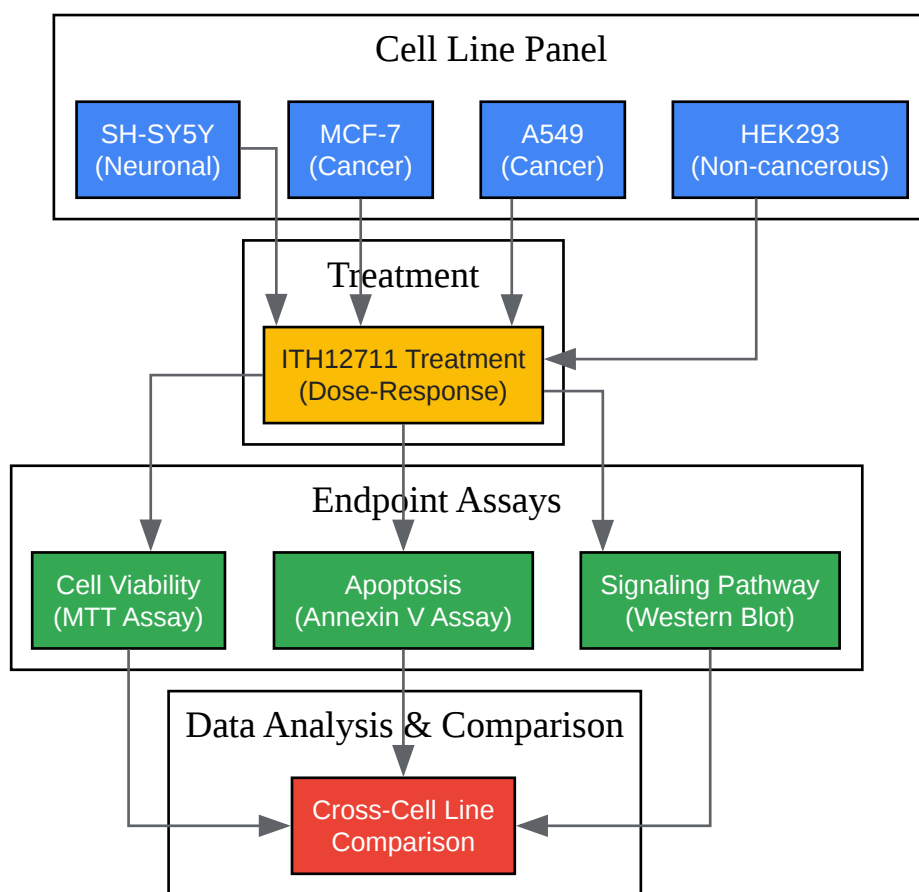 Cell Line Panel
SH-SY5Y
(Neuronal)
MCF-7
(Cancer)
A549
(Cancer)
HEK293
(Non-cancerous)
Treatment
ITH12711 Treatment
(Dose-Response)
Endpoint Assays
Cell Viability
(MTT Assay)
Apoptosis
(Annexin V Assay)
Signaling Pathway
(Western Blot)
Data Analysis & Comparison
Cross-Cell Line
Comparison